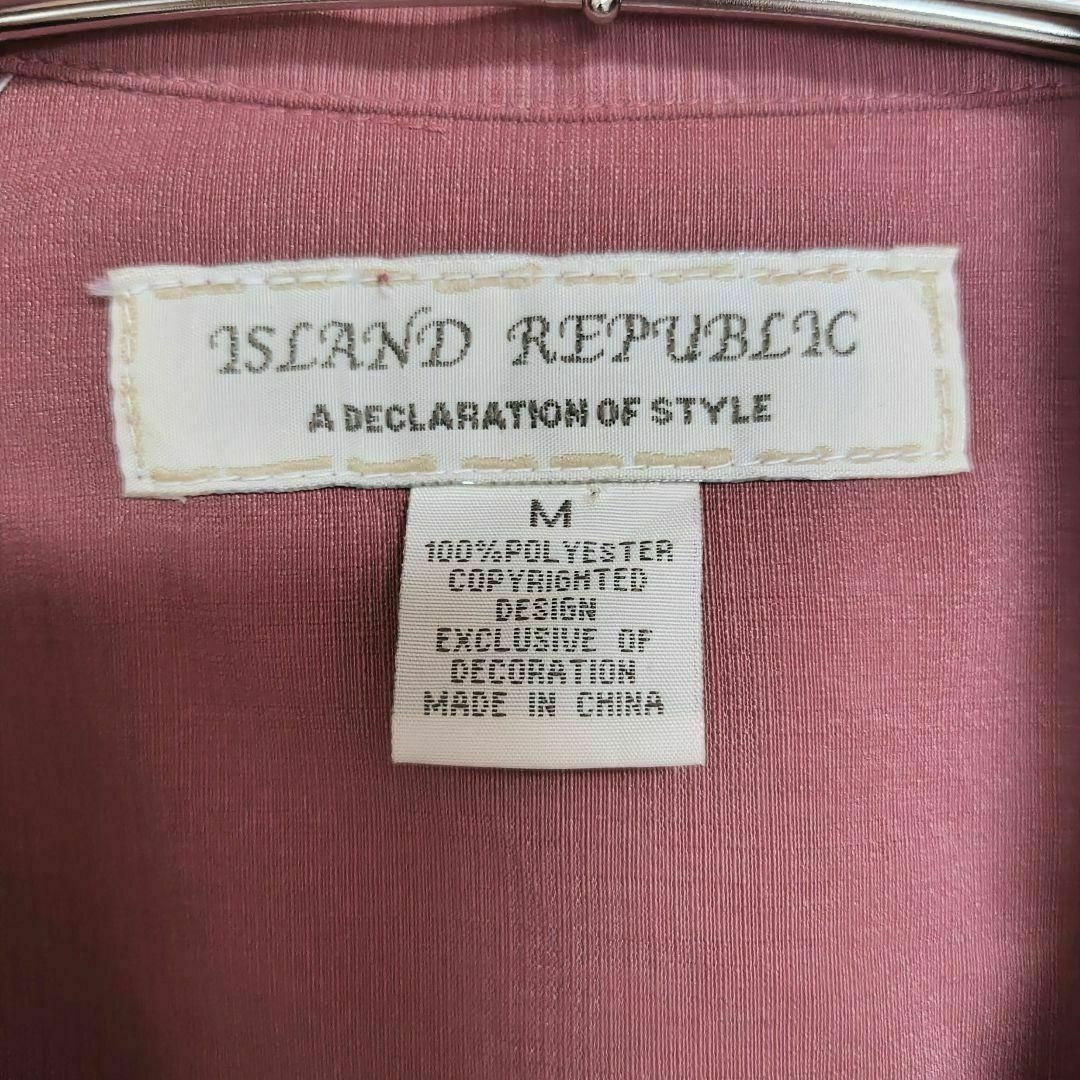 ISLAND REPUBLIC
A DECLARATION OF STYLE
M
100%POLYESTER
COPYRIGHTED
DESIGN
EXCLUSIVE OF
DECORATION
MADE IN CHINA